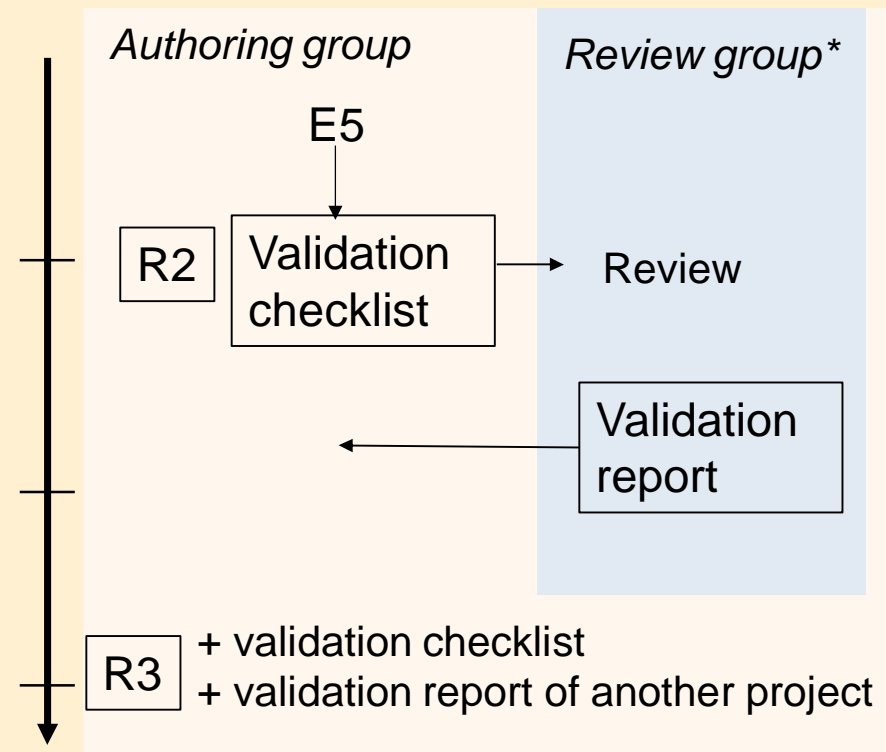 Authoring group
Review group*
E5
R2
Validation
checklist
Review
Validation
report
R3
+ validation checklist
+ validation report of another project